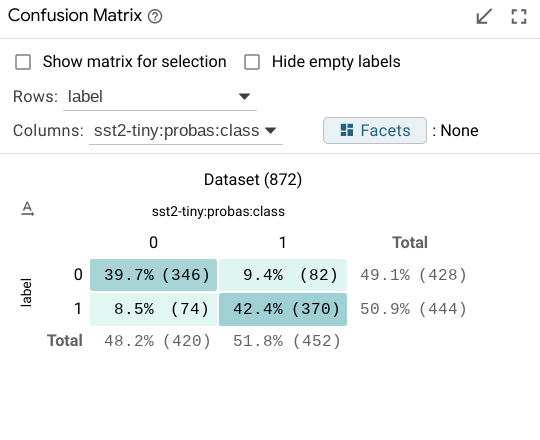 Confusion Matrix
Show matrix for selection Hide empty labels
Rows: label
Columns: sst2-tiny:probas:class Facets : None
Dataset (872)
A
sst2-tiny:probas:class
0 1 Total
label
0 39.7% (346) 9.4% (82) 49.1% (428)
1 8.5% (74) 42.4% (370) 50.9% (444)
Total 48.2% (420) 51.8% (452)